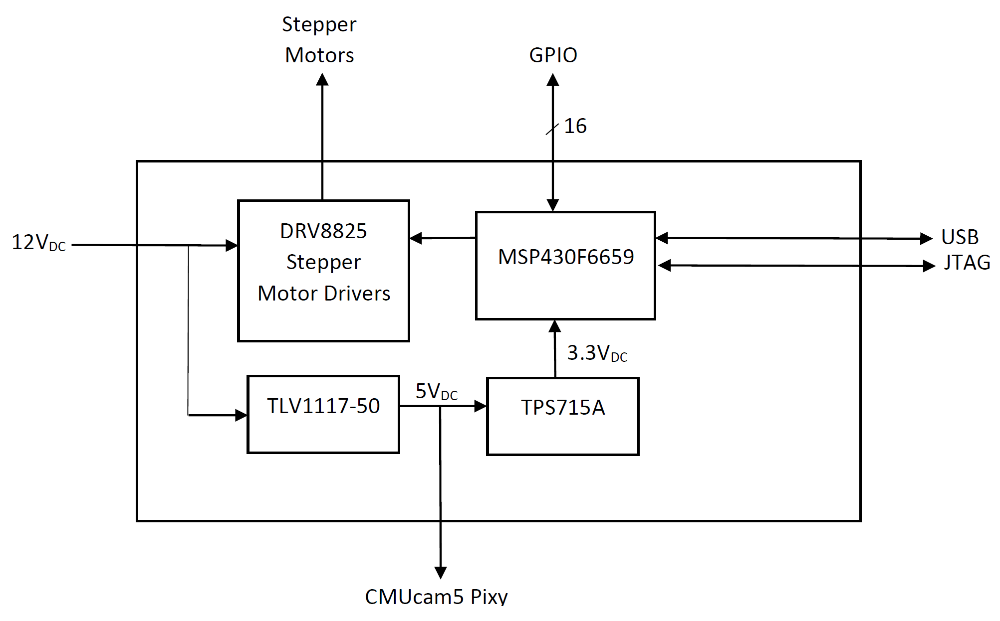 Stepper
Motors
GPIO
16
12VDC
DRV8825
Stepper
Motor Drivers
MSP430F6659
USB
JTAG
3.3VDC
TLV1117-50
5VDC
TPS715A
CMUcam5 Pixy